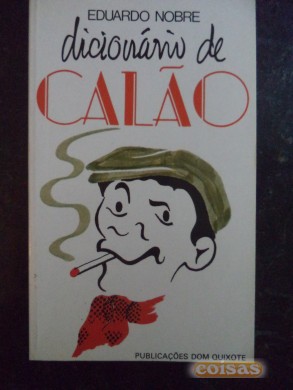 EDUARDO NOBRE
dicionário de
CALÃO
PUBLICAÇÕES DOM QUIXOTE
coisas